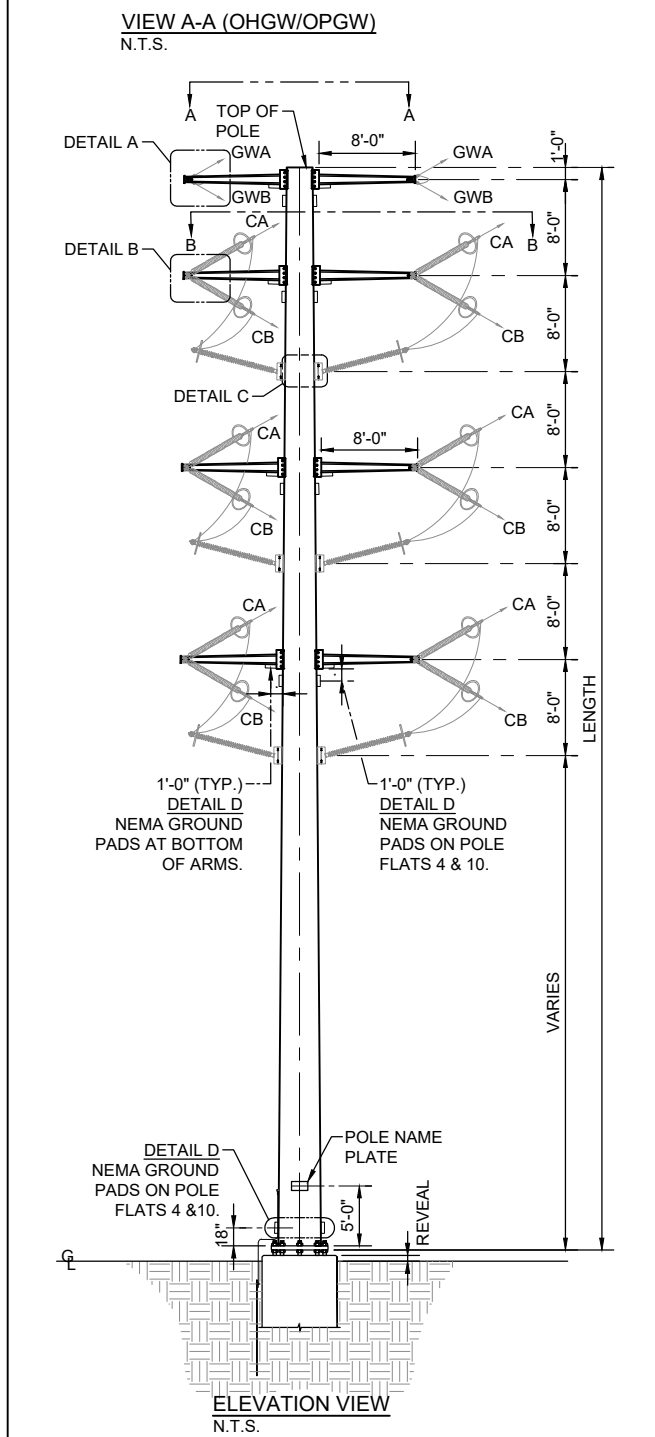 VIEW A-A (OHGW/OPGW)
N.T.S.
A
A
TOP OF
POLE
8'-0"
1'-0"
DETAIL A
GWA
GWA
GWB
GWB
8'-0"
CA
CA
B
B
DETAIL B
CB
CB
8'-0"
DETAIL C
8'-0"
CA
CA
8'-0"
CB
CB
8'-0"
8'-0"
CA
CA
CB
CB
8'-0"
LENGTH
1'-0" (TYP.)
DETAIL D
NEMA GROUND
PADS AT BOTTOM
OF ARMS.
1'-0" (TYP.)
DETAIL D
NEMA GROUND
PADS ON POLE
FLATS 4 & 10.
VARIES
POLE NAME
PLATE
DETAIL D
NEMA GROUND
PADS ON POLE
FLATS 4 &10.
18"
5'-0"
REVEAL
GL
ELEVATION VIEW
N.T.S.